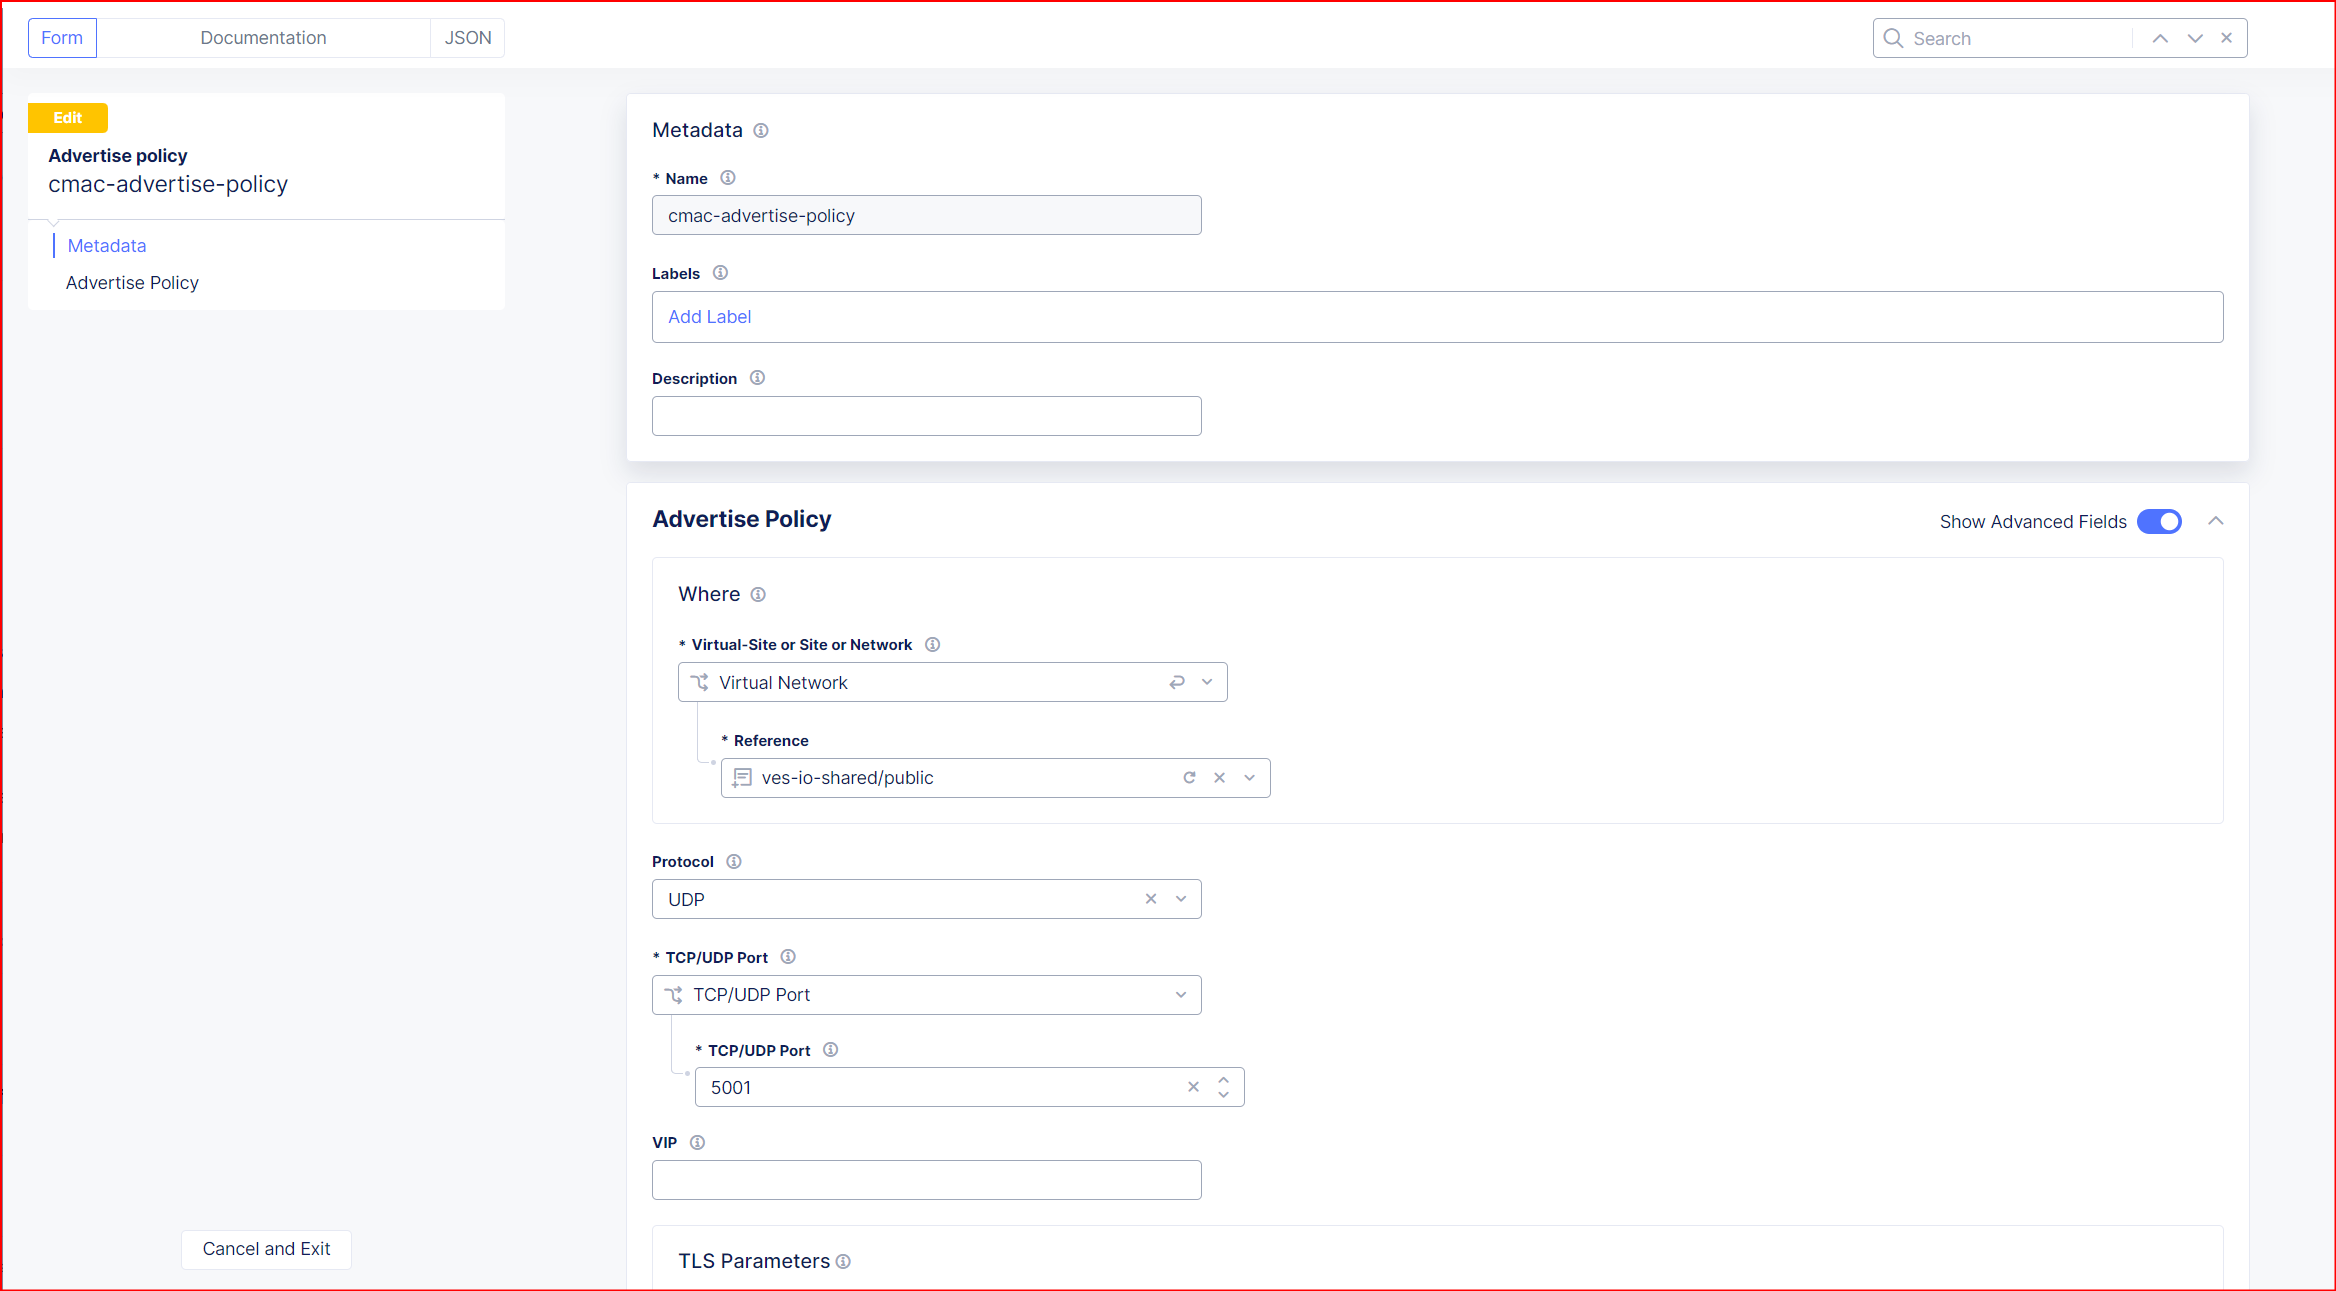 Form
Documentation
JSON
Search
Edit
Advertise policy
cmac-advertise-policy
Metadata
Advertise Policy
Cancel and Exit
Metadata
* Name
cmac-advertise-policy
Labels
Add Label
Description
Advertise Policy
Show Advanced Fields
Where
* Virtual-Site or Site or Network
Virtual Network
* Reference
ves-io-shared/public
Protocol
UDP
* TCP/UDP Port
TCP/UDP Port
* TCP/UDP Port
5001
VIP
TLS Parameters